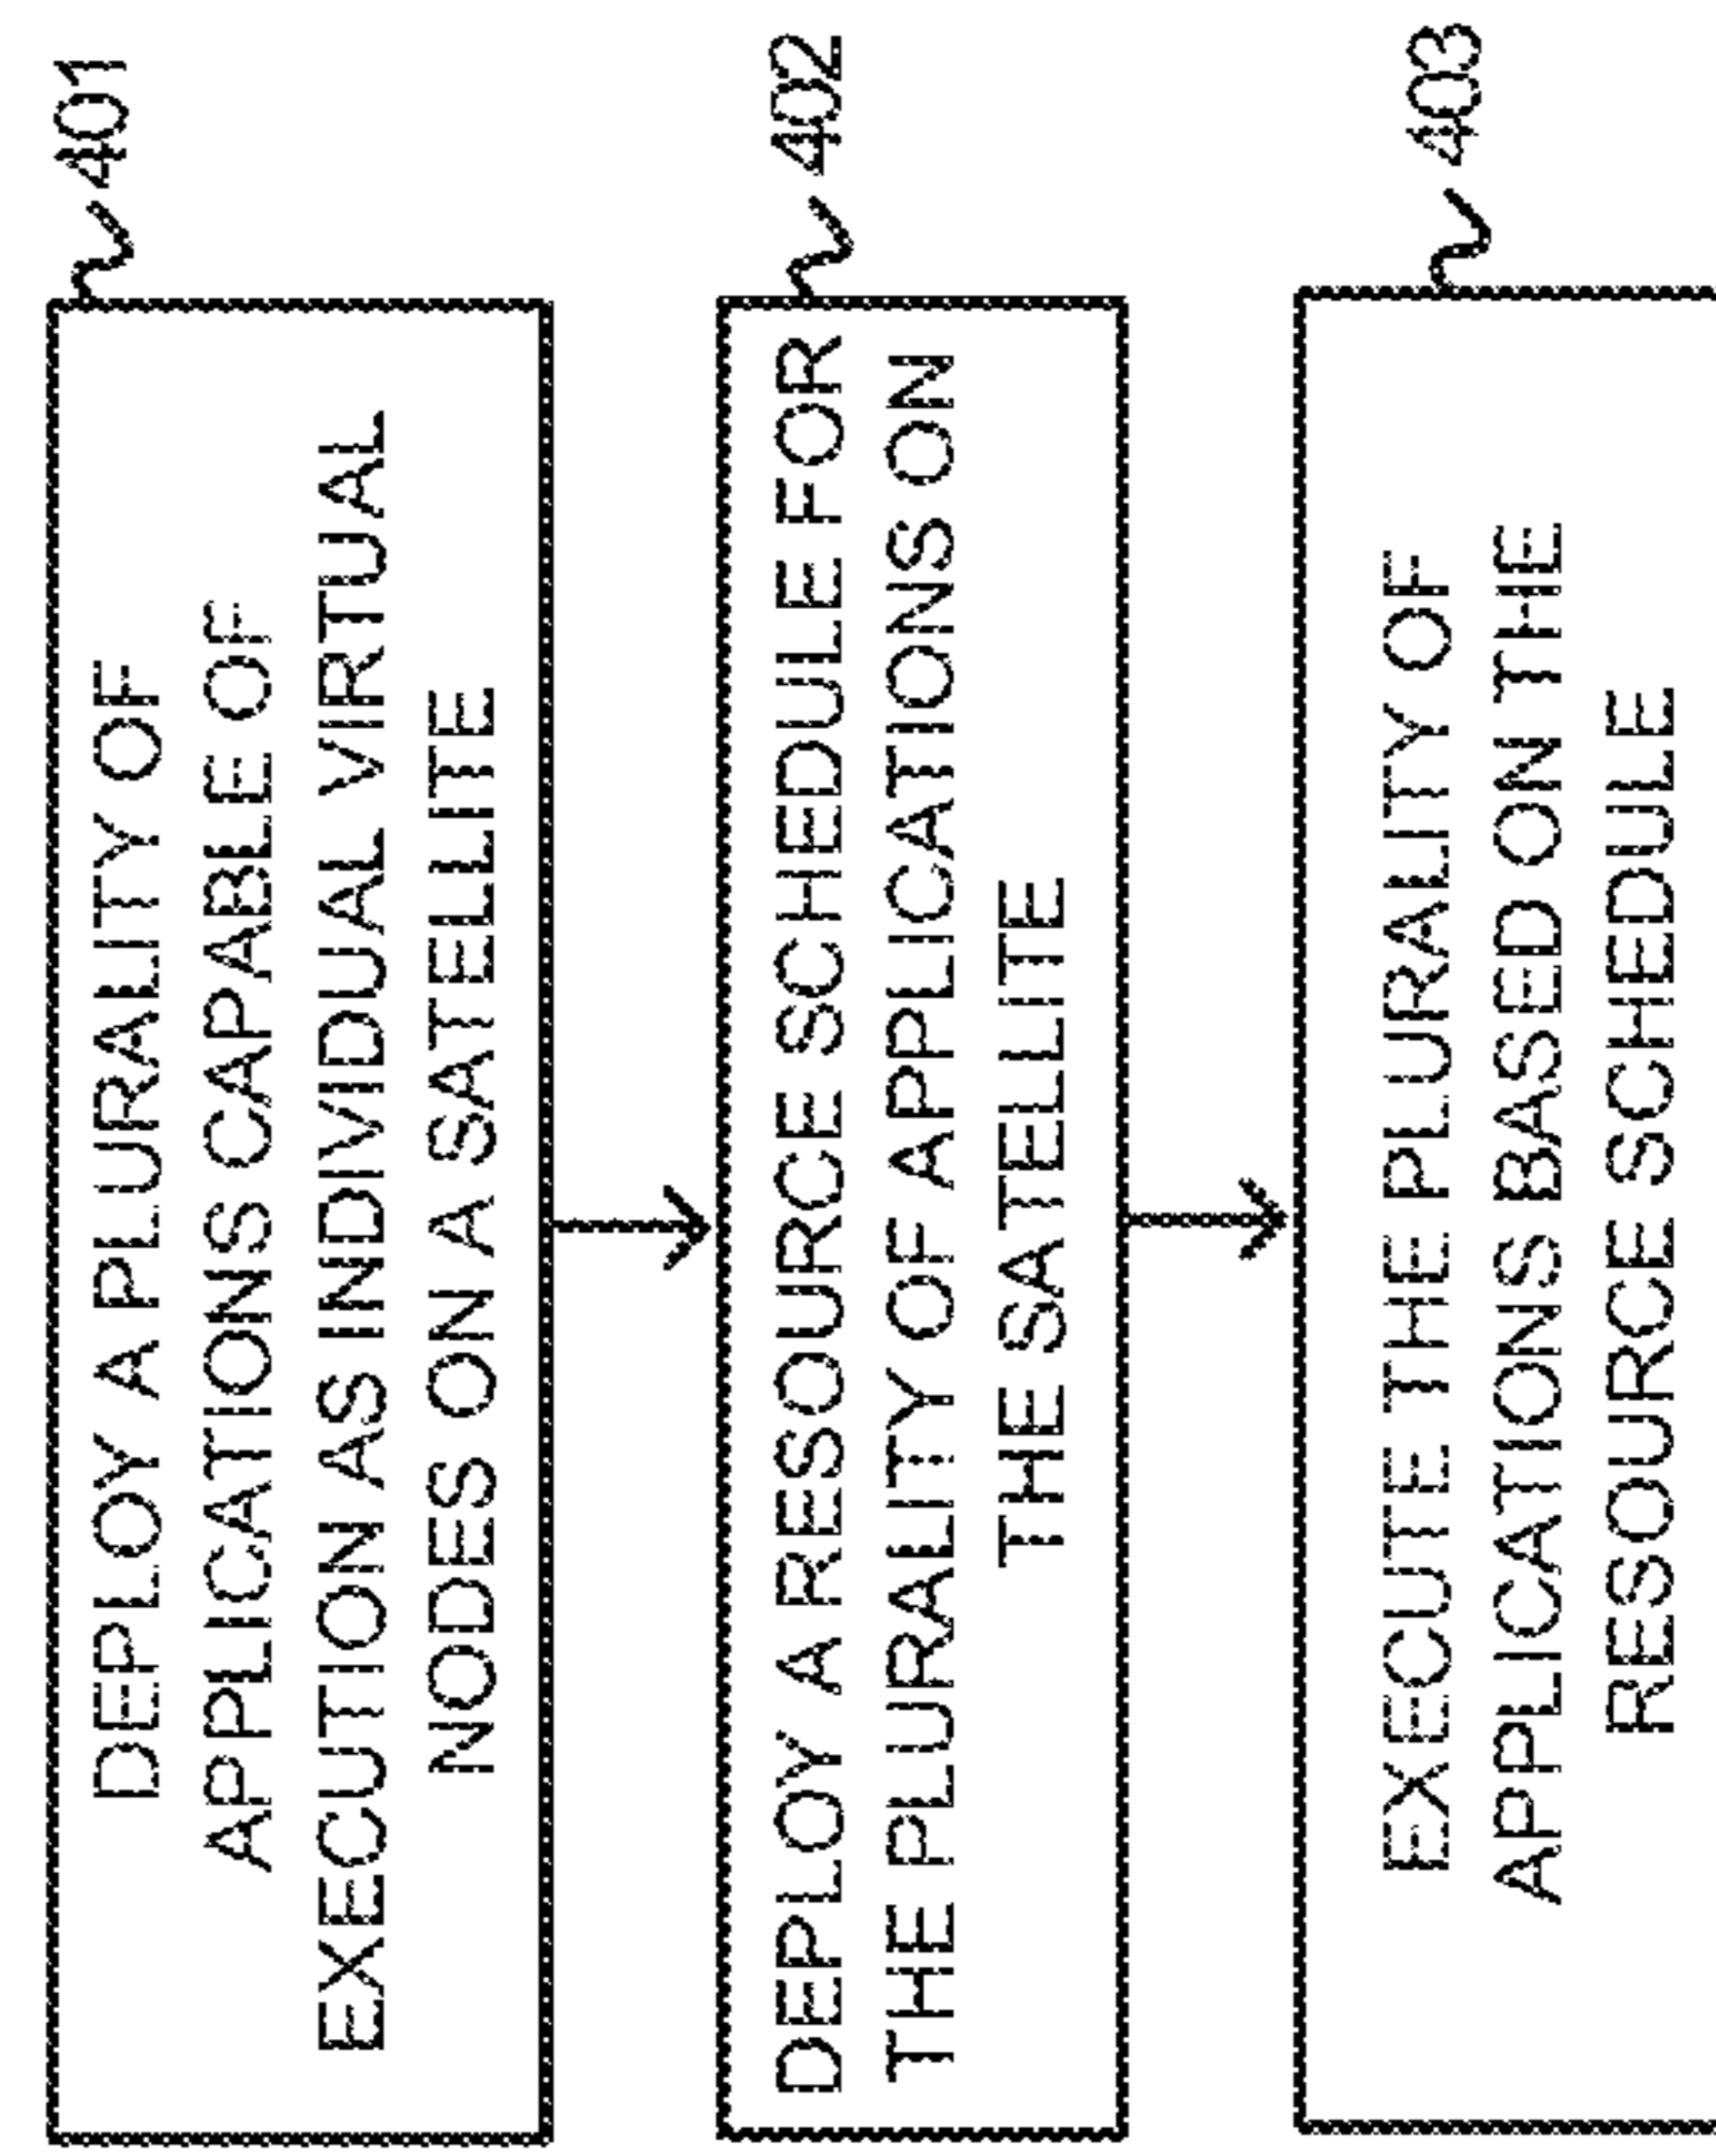 DEPLOY A PLURALITY OF
APPLICATIONS CAPABLE OF
EXECUTION AS INDIVIDUAL VIRTUAL
NODES ON A SATELLITE
401
DEPLOY A RESOURCE SCHEDULE FOR
THE PLURALITY OF APPLICATIONS ON
THE SATELLITE
402
EXECUTE THE PLURALITY OF
APPLICATIONS BASED ON THE
RESOURCE SCHEDULE
403